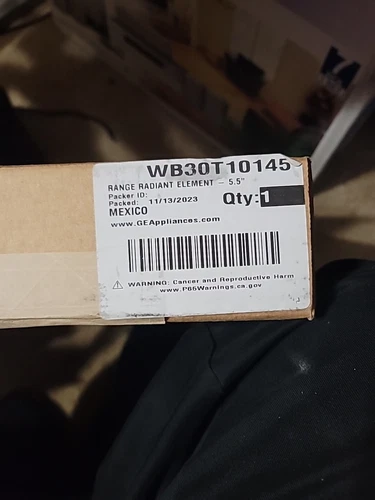 WB30T10145
RANGE RADIANT ELEMENT - 5.5"
Packer ID:
Packed: 11/13/2023
Qty:1
MEXICO
www.GEAppliances.com
⚠ WARNING: Cancer and Reproductive Harm
www.P65Warnings.ca.gov